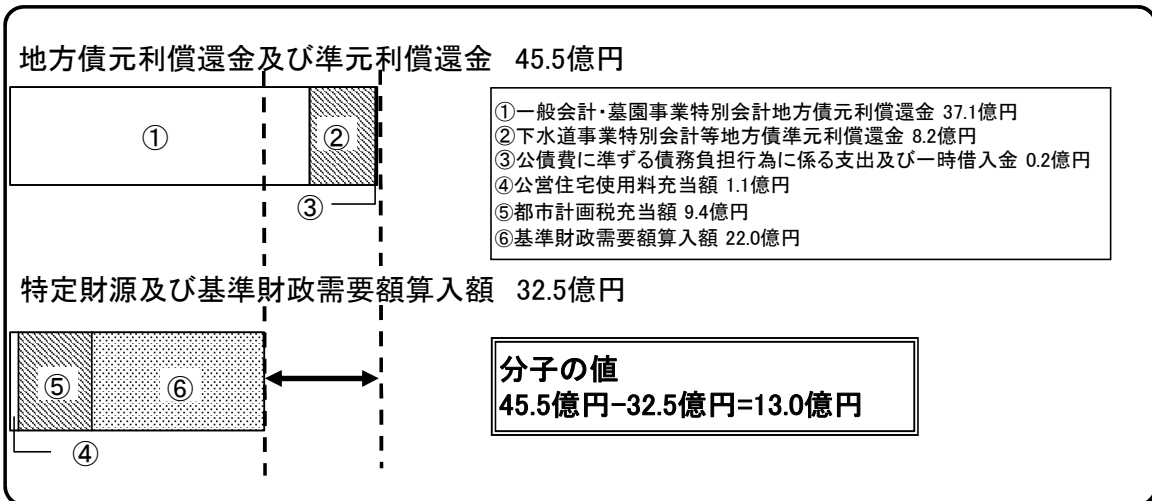 地方債元利償還金及び準元利償還金 45.5億円
①
②
③
①一般会計・墓園事業特別会計地方債元利償還金 37.1億円
②下水道事業特別会計等地方債準元利償還金 8.2億円
③公債費に準ずる債務負担行為に係る支出及び一時借入金 0.2億円
④公営住宅使用料充当額 1.1億円
⑤都市計画税充当額 9.4億円
⑥基準財政需要額算入額 22.0億円
特定財源及び基準財政需要額算入額 32.5億円
⑤
⑥
④
分子の値
45.5億円-32.5億円=13.0億円